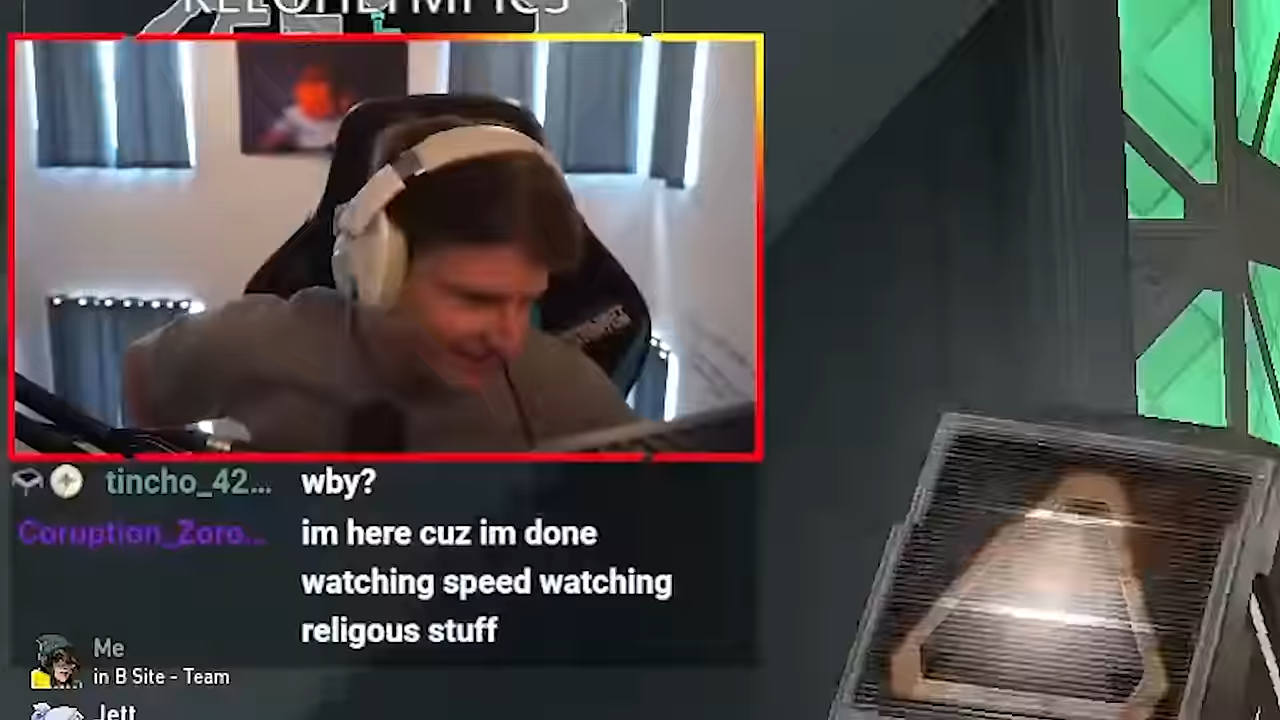 tincho_42... wby?
Coruption_Zoro... im here cuz im done
watching speed watching
religous stuff
Me
in B Site - Team
Jett